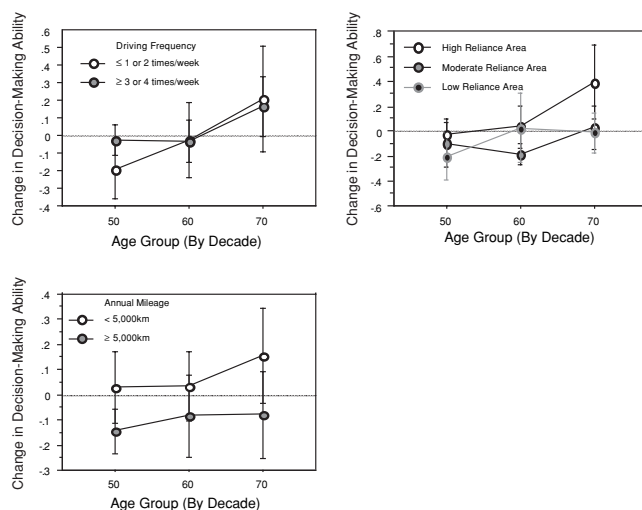 Change in Decision-Making Ability
.6
.5
.4
.3
.2
.1
0
.1
.2
.3
.4
Driving Frequency
≤ 1 or 2 times/week
≥ 3 or 4 times/week
50
60
70
Age Group (By Decade)
Change in Decision-Making Ability
.8
.6
.4
.2
0
.2
.4
.6
High Reliance Area
Moderate Reliance Area
Low Reliance Area
50
60
70
Age Group (By Decade)
Change in Decision-Making Ability
.4
.3
.2
.1
0
.1
.2
.3
Annual Mileage
< 5,000km
≥ 5,000km
50
60
70
Age Group (By Decade)